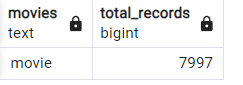 movies total_records
text bigint
movie 7997